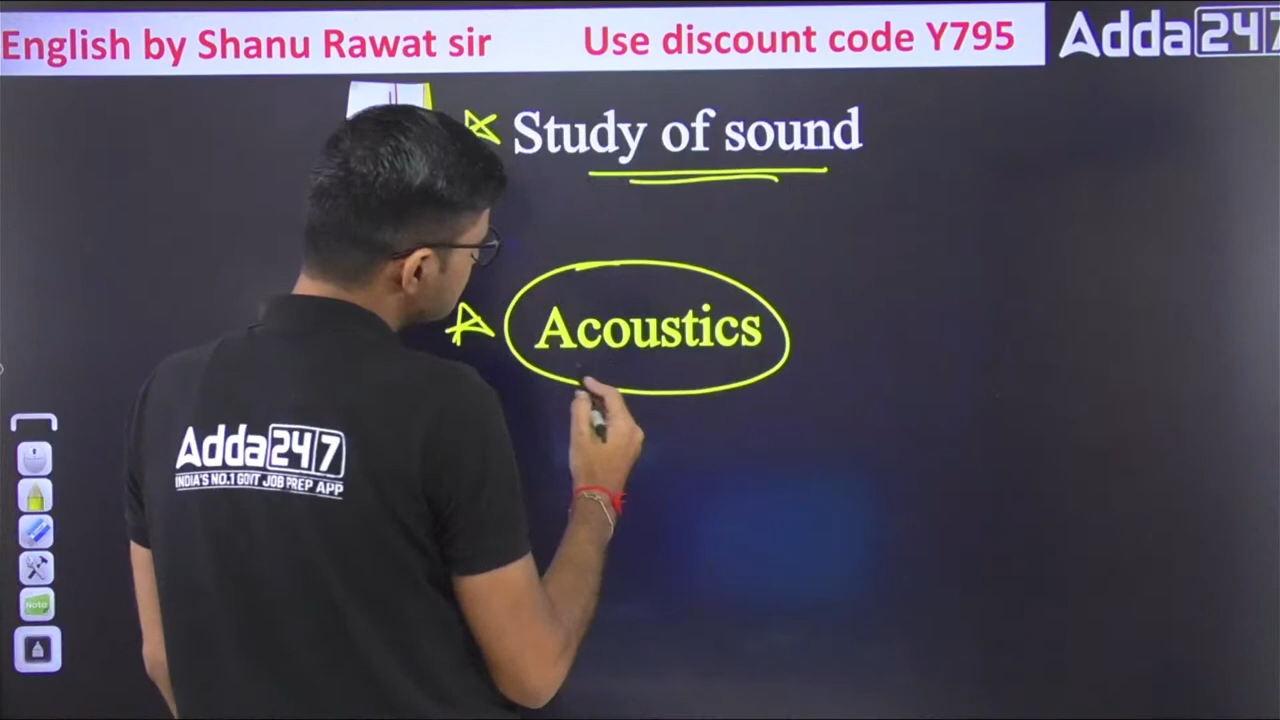 English by Shanu Rawat sir Use discount code Y795
Adda247
Study of sound
Acoustics
Adda247
INDIA'S NO.1 GOVT JOB PREP APP
Note